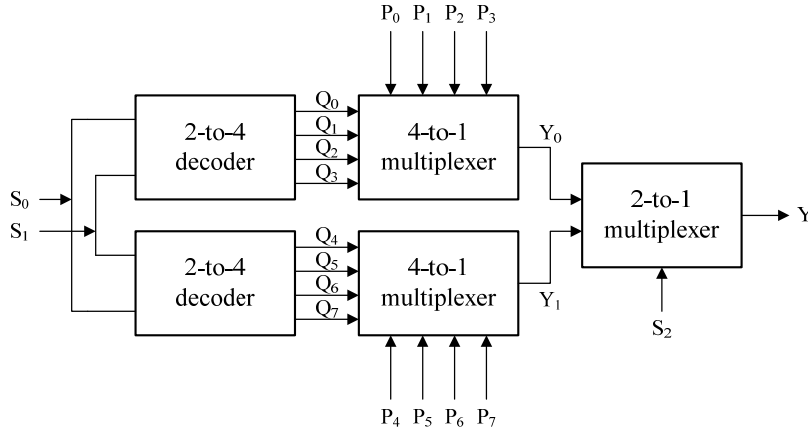 P₀ P₁ P₂ P₃
2-to-4
decoder
Q₀
Q₁
Q₂
Q₃
4-to-1
multiplexer
Y₀
S₀
S₁
2-to-1
multiplexer
Y
2-to-4
decoder
Q₄
Q₅
Q₆
Q₇
4-to-1
multiplexer
Y₁
S₂
P₄ P₅ P₆ P₇